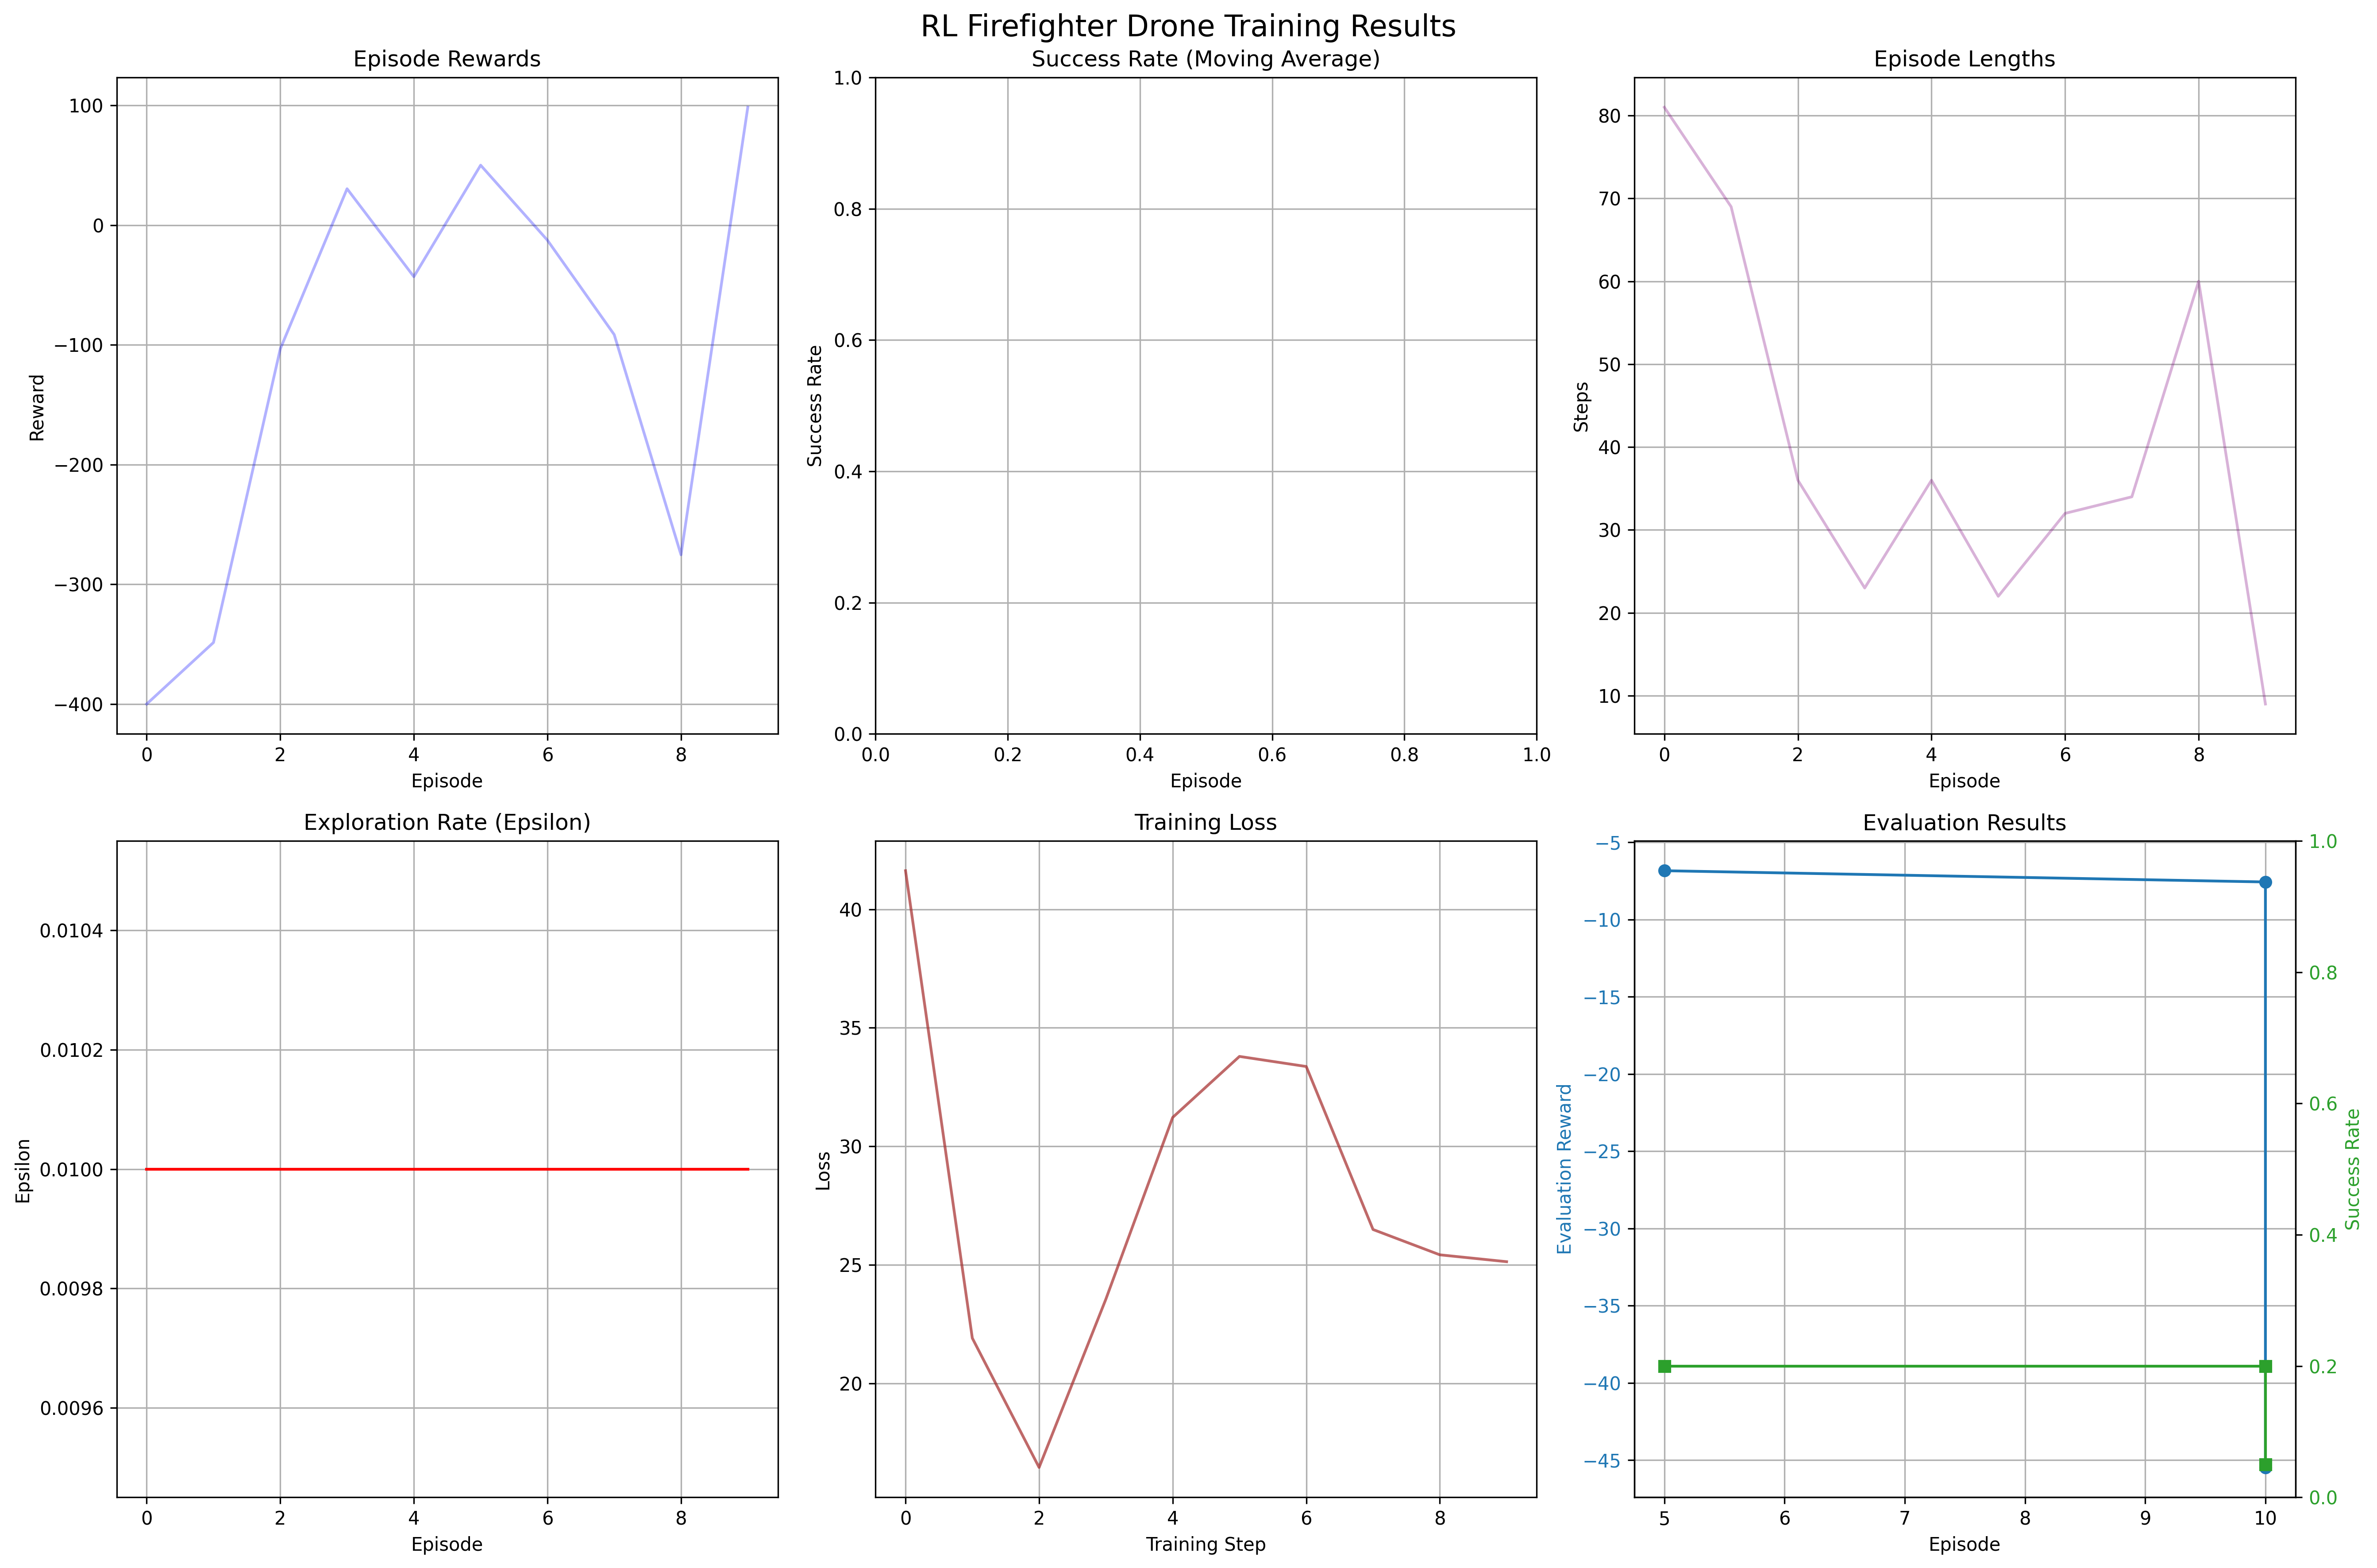 RL Firefighter Drone Training Results
Episode Rewards
100
0
−100
−200
−300
−400
Reward
0 2 4 6 8
Episode
Success Rate (Moving Average)
1.0
0.8
0.6
0.4
0.2
0.0
Success Rate
0.0 0.2 0.4 0.6 0.8 1.0
Episode
Episode Lengths
80
70
60
50
40
30
20
10
Steps
0 2 4 6 8
Episode
Exploration Rate (Epsilon)
0.0104
0.0102
0.0100
0.0098
0.0096
Epsilon
0 2 4 6 8
Episode
Training Loss
40
35
30
25
20
Loss
0 2 4 6 8
Training Step
Evaluation Results
−5
−10
−15
−20
−25
−30
−35
−40
−45
Evaluation Reward
1.0
0.8
0.6
0.4
0.2
0.0
Success Rate
5 6 7 8 9 10
Episode